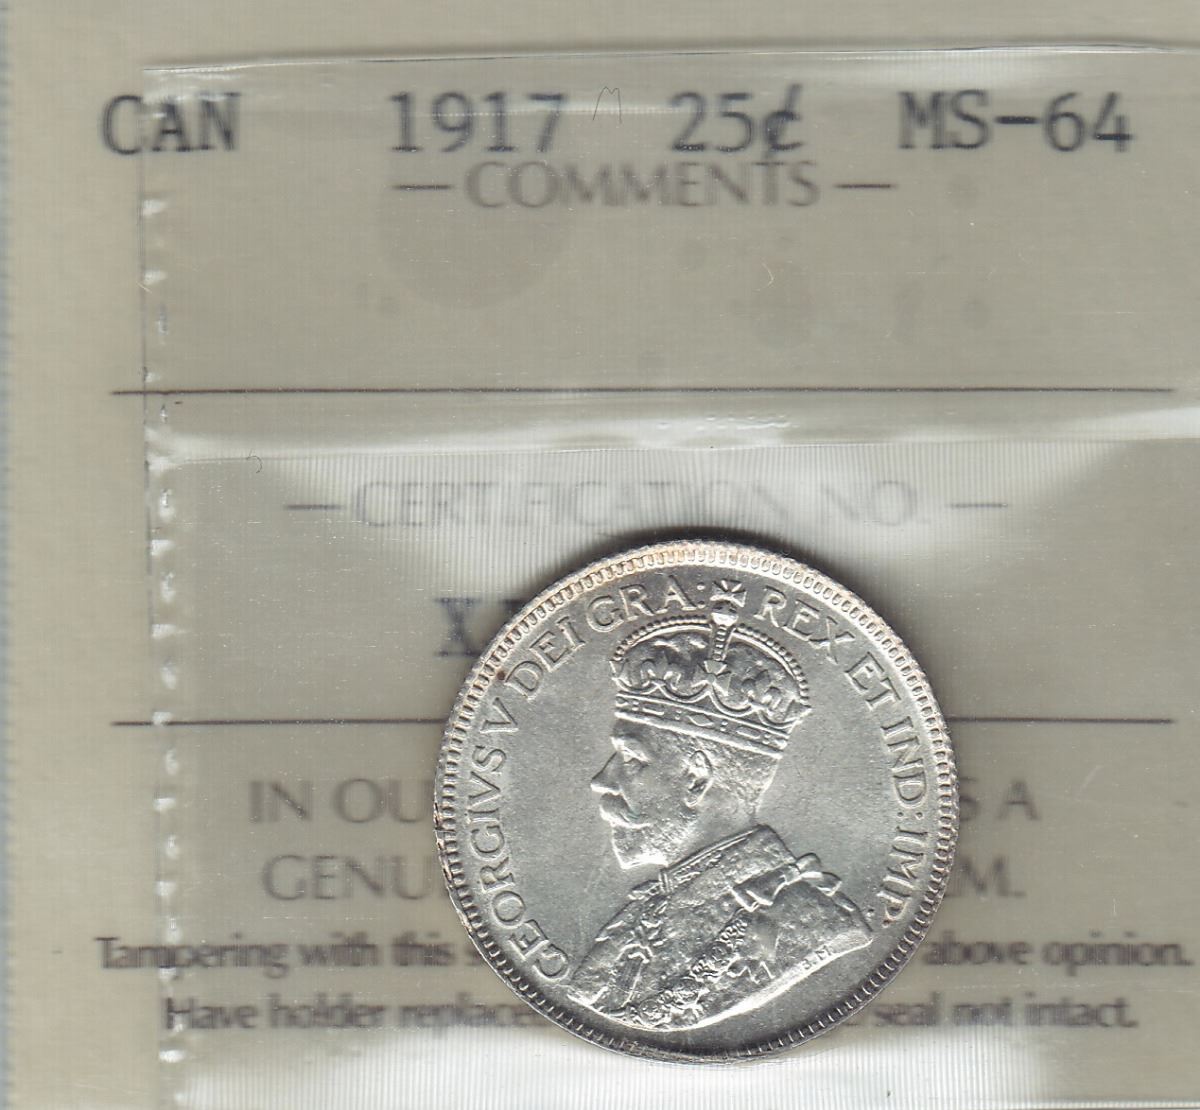 CAN 1917 25¢ MS-64
— COMMENTS —
— CERTIFICATION NO. —
IN OU S A
GENU M.
Tampering with this s above opinion.
Have holder replace seal not intact.
GEORGIVS V DEI GRA: REX ET IND: IMP.
B.M.